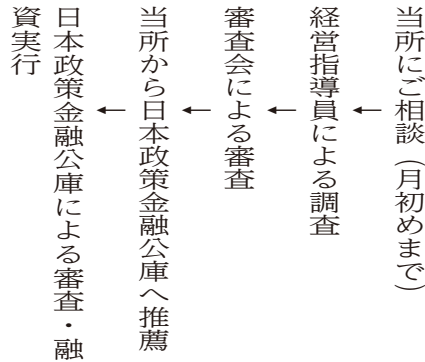 当所にご相談（月初めまで）
←
経営指導員による調査
←
審査会による審査
←
当所から日本政策金融公庫へ推薦
←
日本政策金融公庫による審査・融
資実行